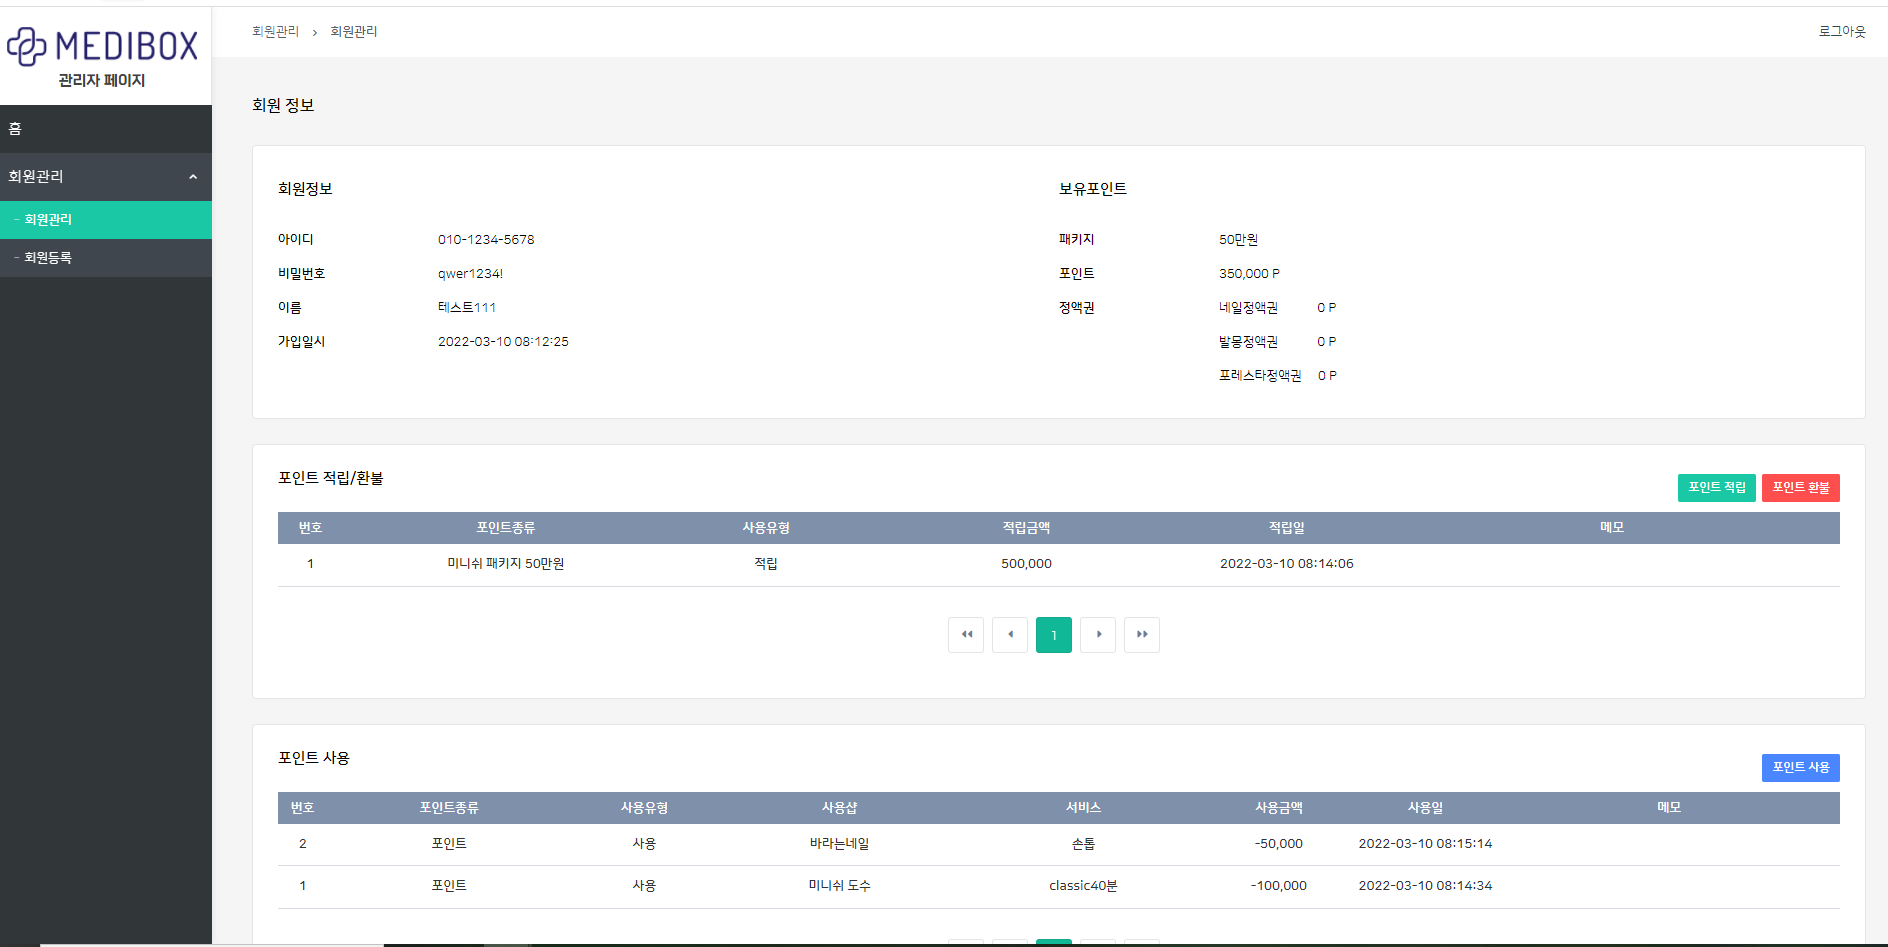 MEDIBOX
관리자 페이지
홈
회원관리
- 회원관리
- 회원등록
회원관리 › 회원관리
로그아웃
회원 정보
회원정보
아이디 010-1234-5678
비밀번호 qwer1234!
이름 테스트111
가입일시 2022-03-10 08:12:25
보유포인트
패키지 50만원
포인트 350,000 P
정액권 네일정액권 0 P
발몽정액권 0 P
포레스타정액권 0 P
포인트 적립/환불
포인트 적립 포인트 환불
번호 포인트종류 사용유형 적립금액 적립일 메모
1 미니쉬 패키지 50만원 적립 500,000 2022-03-10 08:14:06
1
포인트 사용
포인트 사용
번호 포인트종류 사용유형 사용샵 서비스 사용금액 사용일 메모
2 포인트 사용 바라는네일 손톱 -50,000 2022-03-10 08:15:14
1 포인트 사용 미니쉬 도수 classic40분 -100,000 2022-03-10 08:14:34